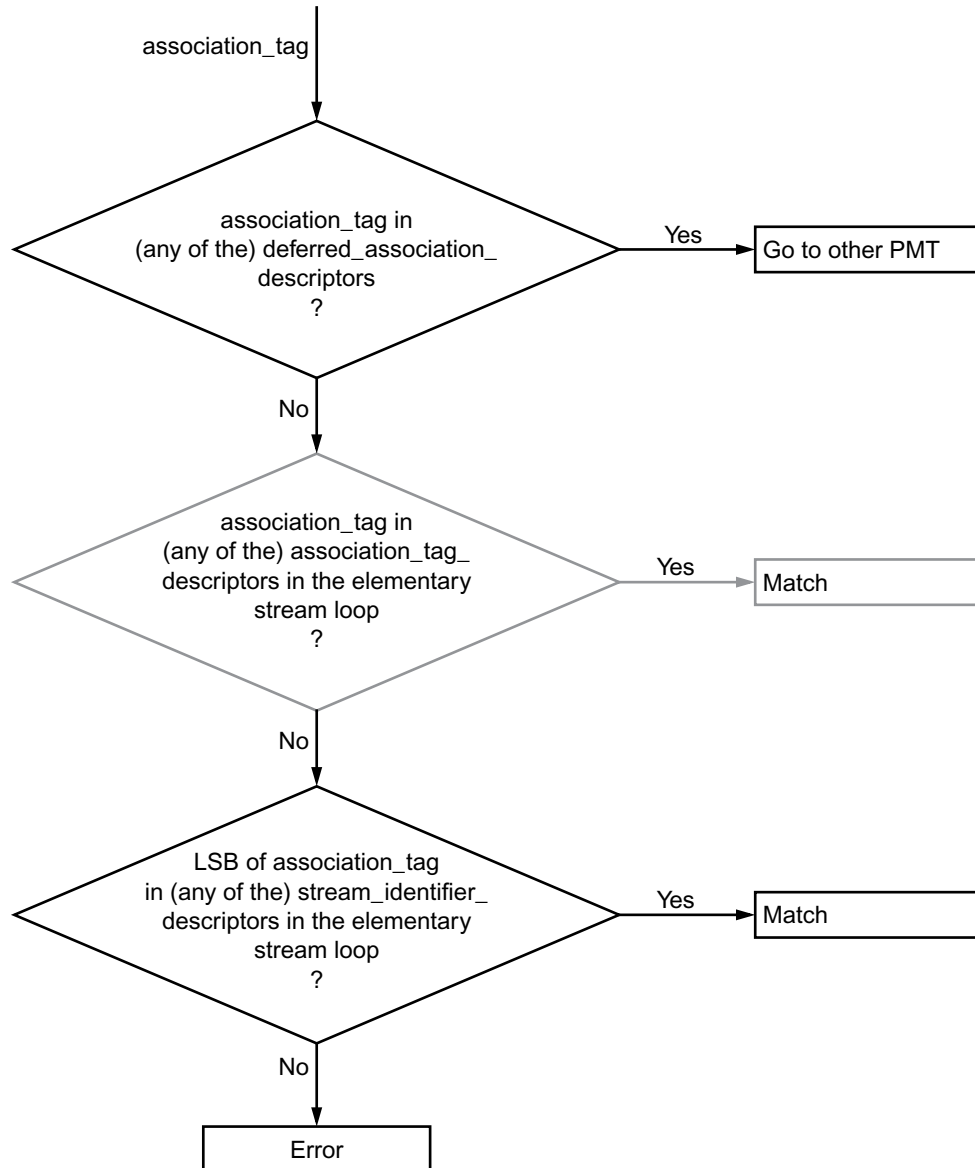 association_tag
association_tag in
(any of the) deferred_association_
descriptors
?
Yes
Go to other PMT
No
association_tag in
(any of the) association_tag_
descriptors in the elementary
stream loop
?
Yes
Match
No
LSB of association_tag
in (any of the) stream_identifier_
descriptors in the elementary
stream loop
?
Yes
Match
No
Error